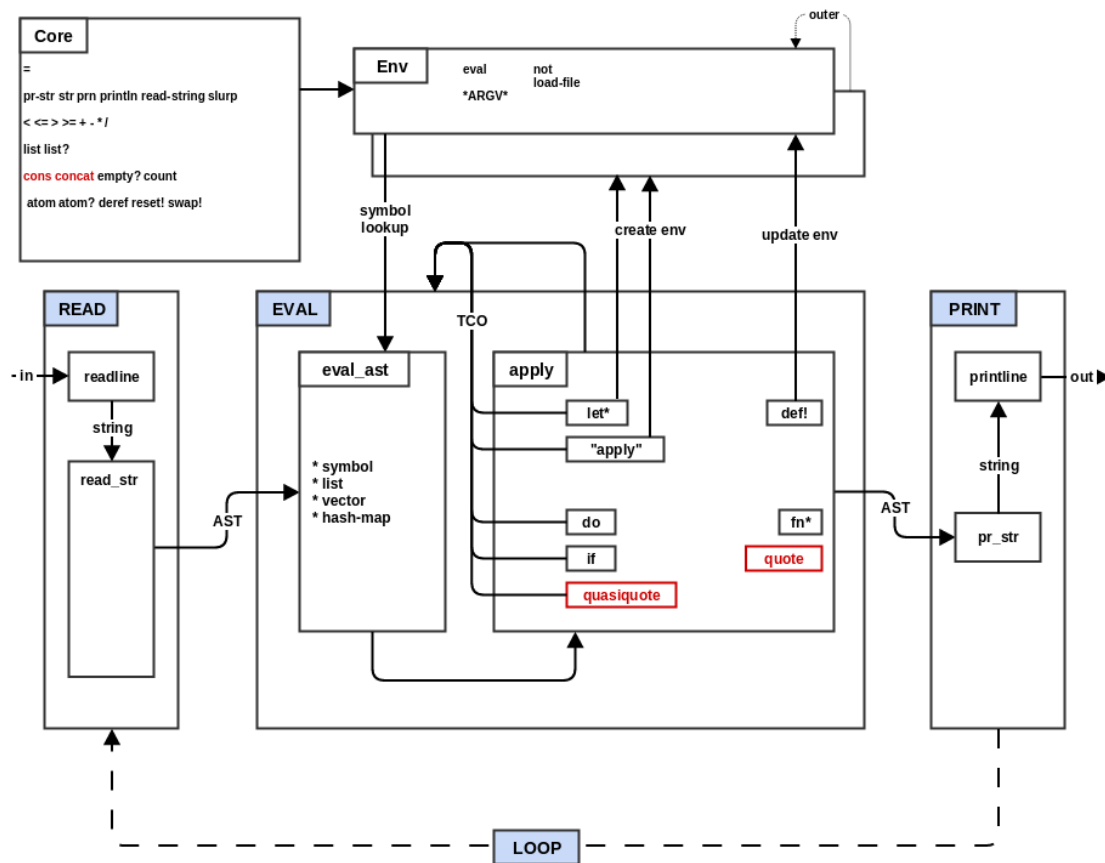 outer
Core
=
pr-str str prn println read-string slurp
< <= > >= + - * /
list list?
cons concat empty? count
atom atom? deref reset! swap!
Env
eval not
load-file
*ARGV*
symbol
lookup
create env
update env
READ
- in
readline
string
read_str
AST
EVAL
TCO
eval_ast
* symbol
* list
* vector
* hash-map
apply
let*
def!
"apply"
do
fn*
if
quote
quasiquote
AST
PRINT
printline
out
string
pr_str
LOOP